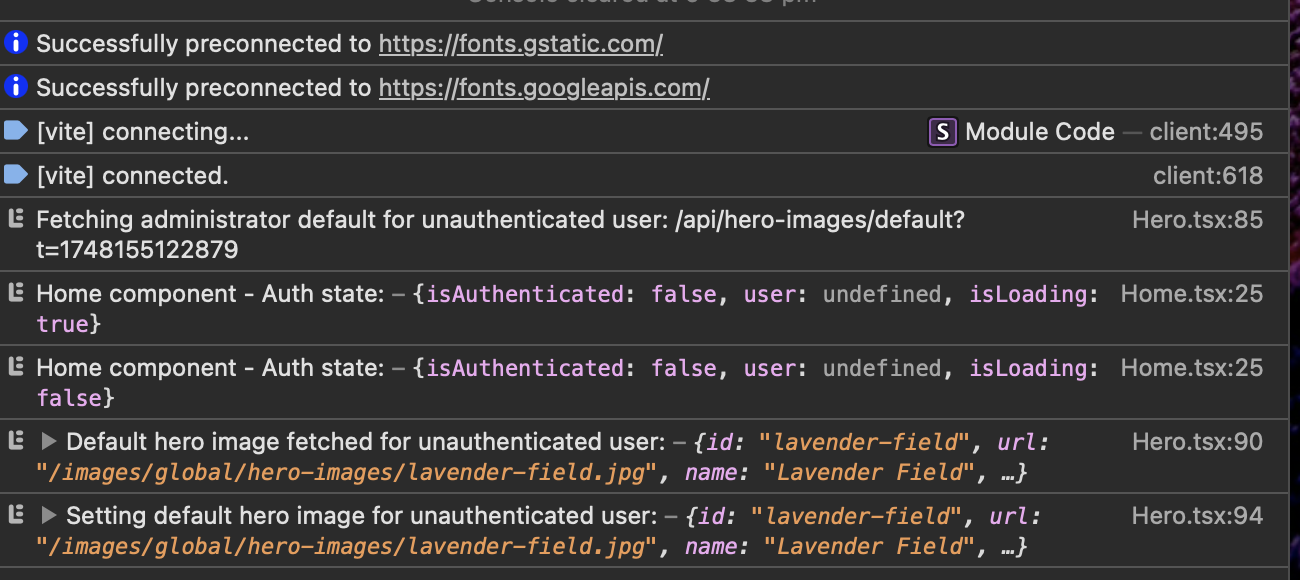 Successfully preconnected to https://fonts.gstatic.com/
Successfully preconnected to https://fonts.googleapis.com/
[vite] connecting... S Module Code — client:495
[vite] connected. client:618
Fetching administrator default for unauthenticated user: /api/hero-images/default? Hero.tsx:85
t=1748155122879
Home component - Auth state: – {isAuthenticated: false, user: undefined, isLoading: Home.tsx:25
true}
Home component - Auth state: – {isAuthenticated: false, user: undefined, isLoading: Home.tsx:25
false}
Default hero image fetched for unauthenticated user: – {id: "lavender-field", url: Hero.tsx:90
"/images/global/hero-images/lavender-field.jpg", name: "Lavender Field", …}
Setting default hero image for unauthenticated user: – {id: "lavender-field", url: Hero.tsx:94
"/images/global/hero-images/lavender-field.jpg", name: "Lavender Field", …}